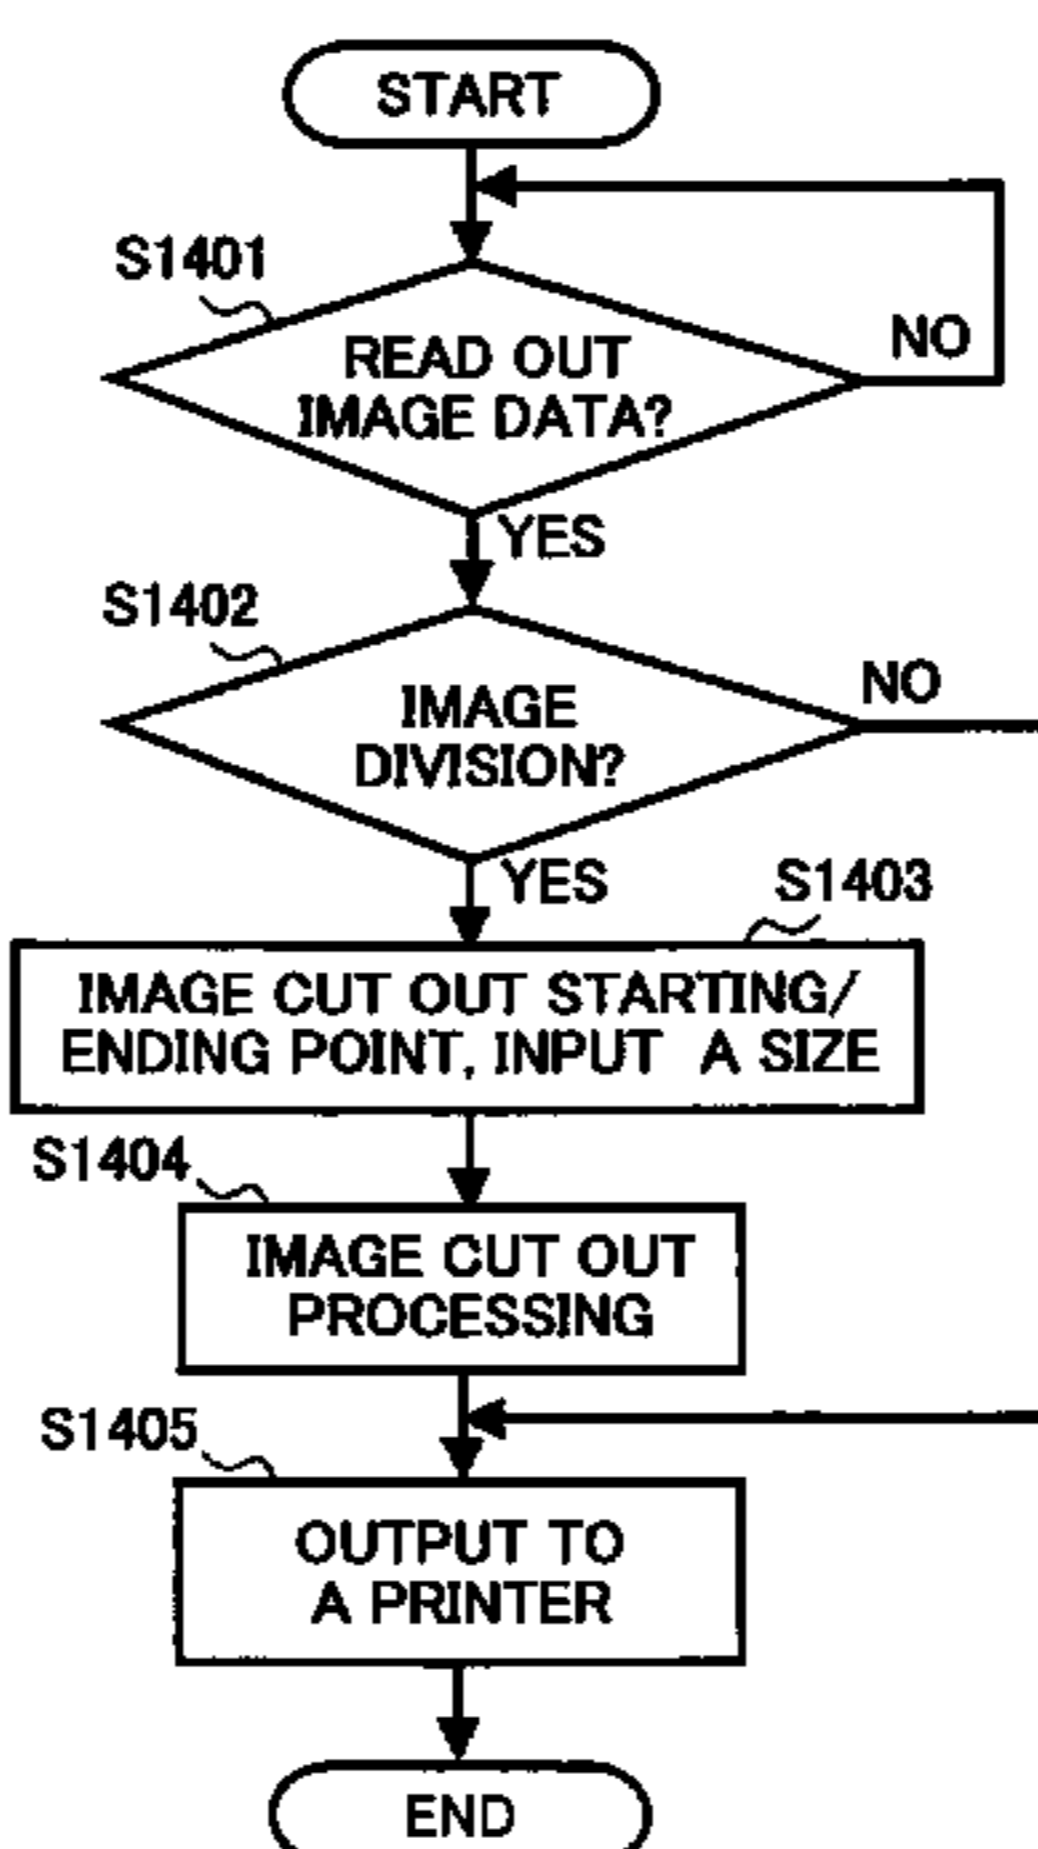 START
S1401
READ OUT
IMAGE DATA?
NO
YES
S1402
IMAGE
DIVISION?
NO
YES
S1403
IMAGE CUT OUT STARTING/
ENDING POINT, INPUT A SIZE
S1404
IMAGE CUT OUT
PROCESSING
S1405
OUTPUT TO
A PRINTER
END